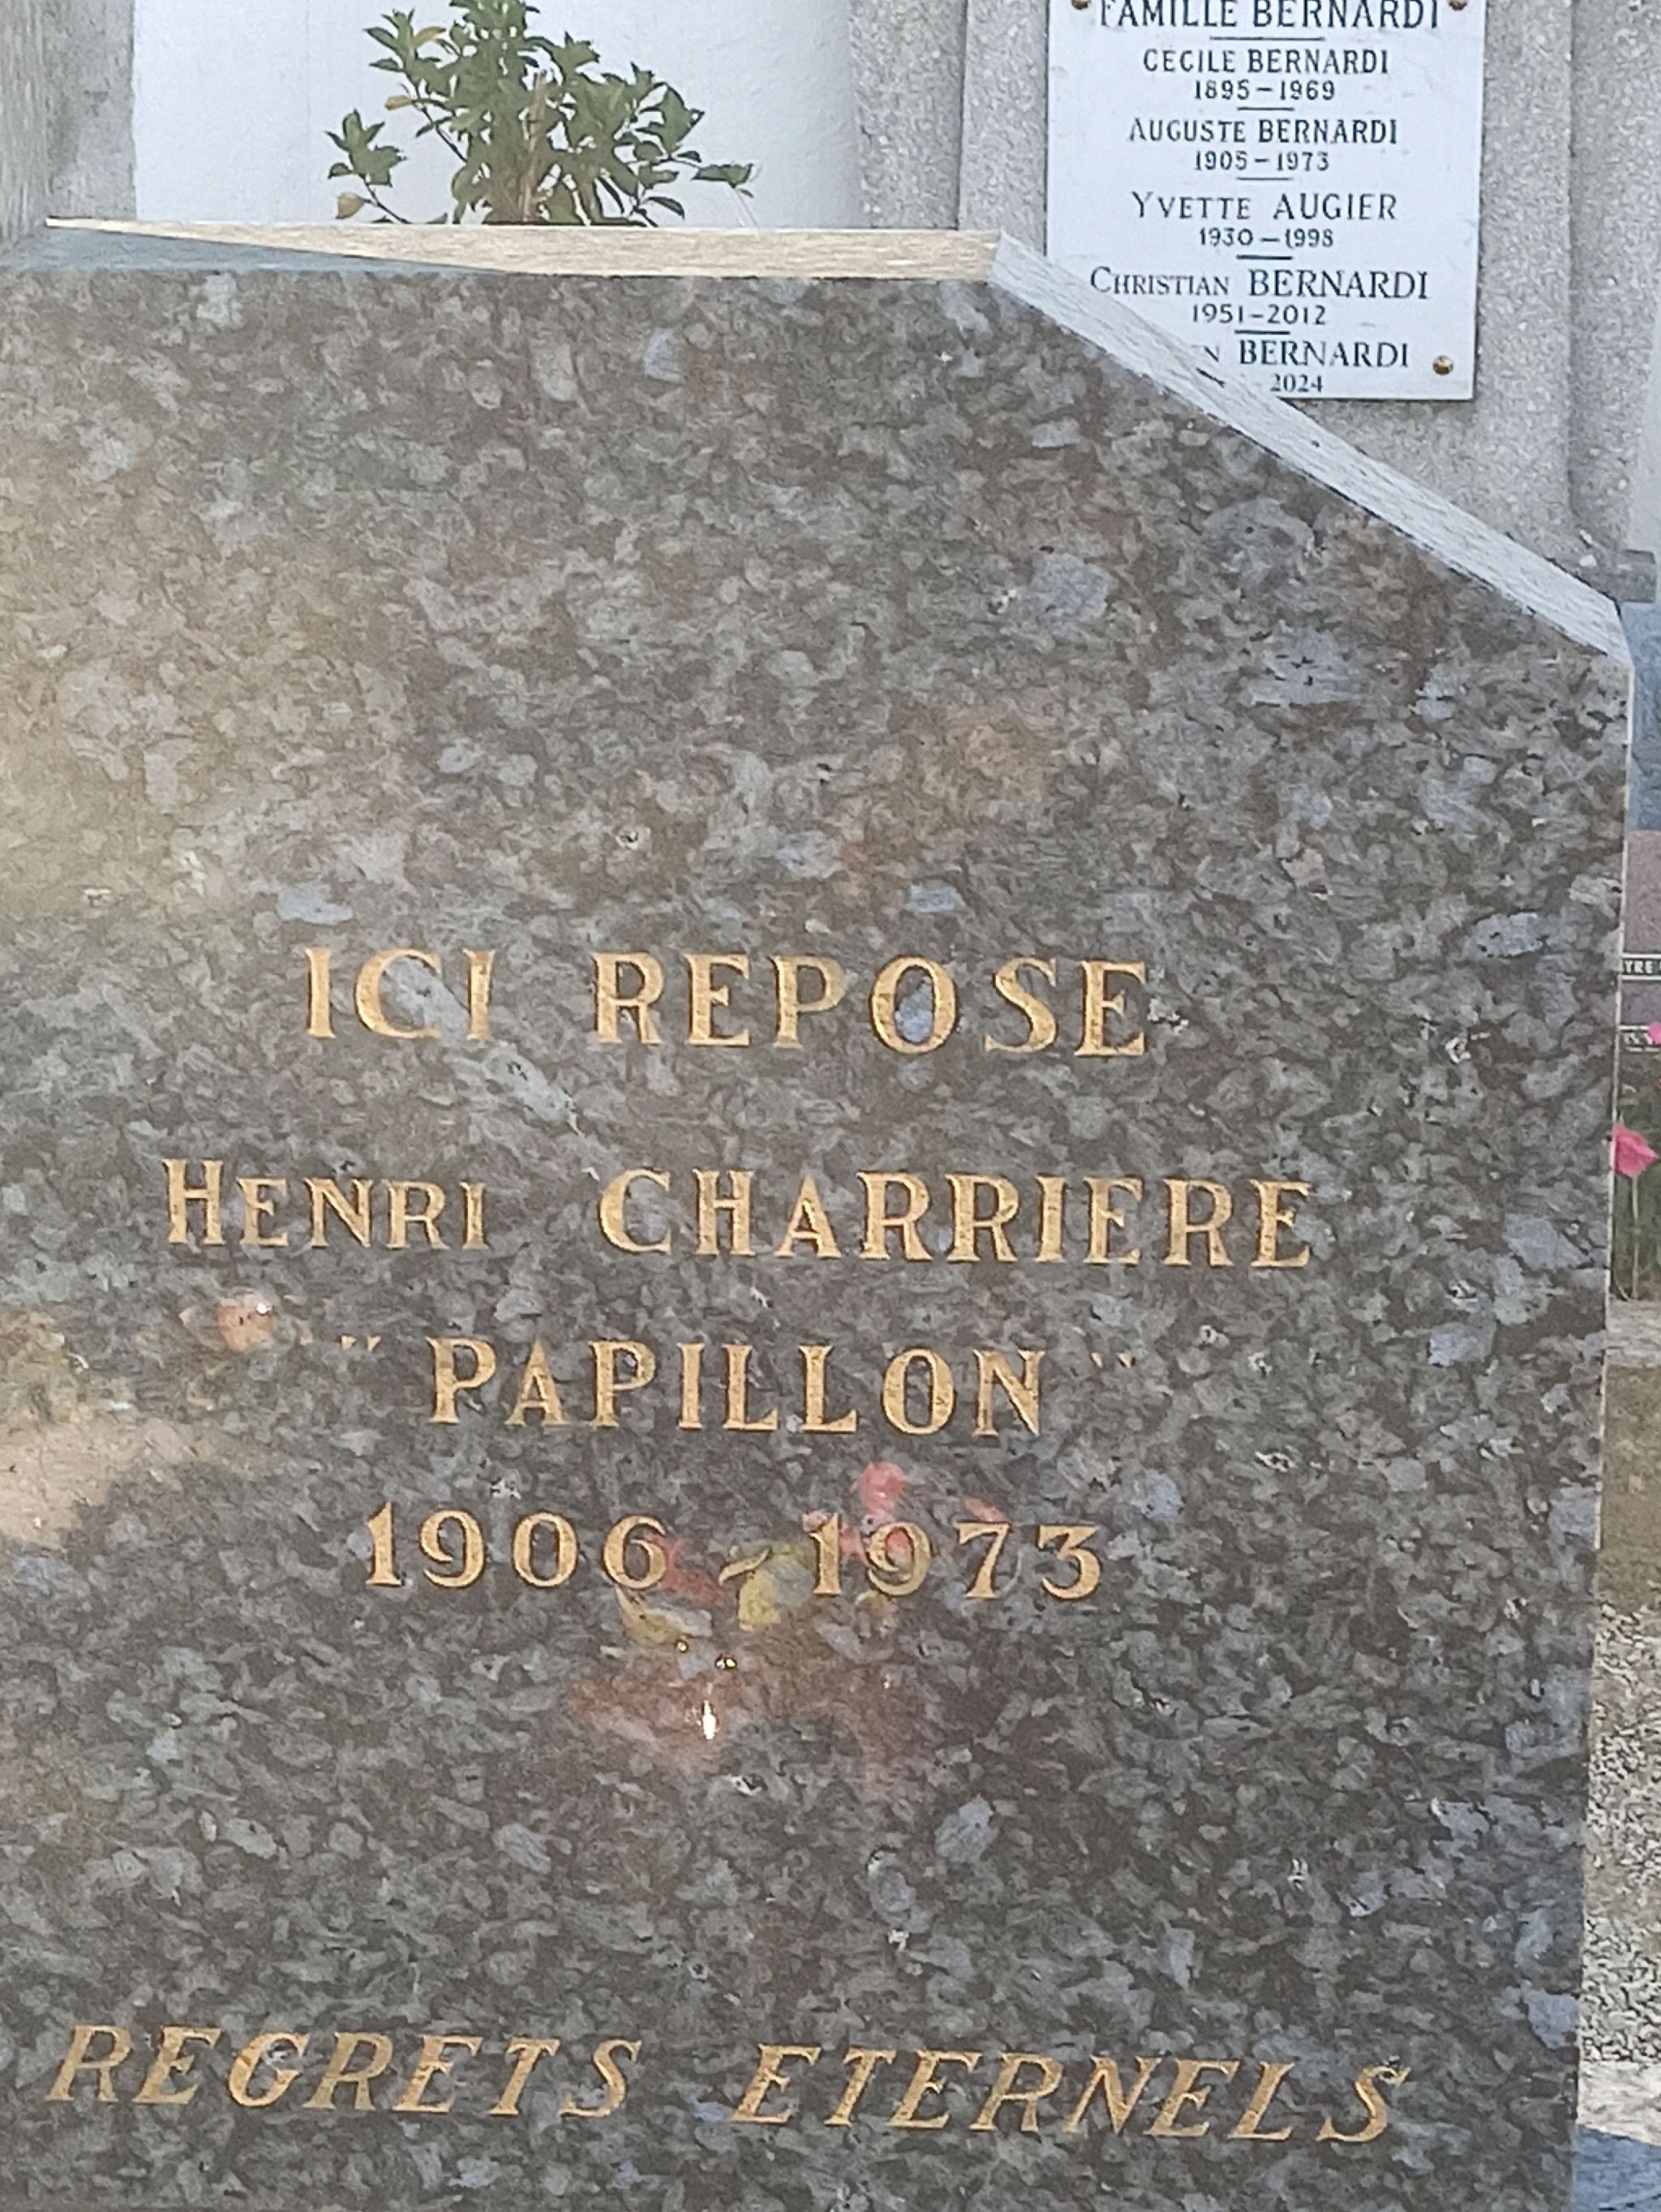 FAMILLE BERNARDI
CECILE BERNARDI
1895-1969
AUGUSTE BERNARDI
1905-1973
YVETTE AUGIER
1930-1998
CHRISTIAN BERNARDI
1951-2012
BERNARDI
2024
ICI REPOSE
HENRI CHARRIERE
"PAPILLON"
1906-1973
REGRETS ETERNELS